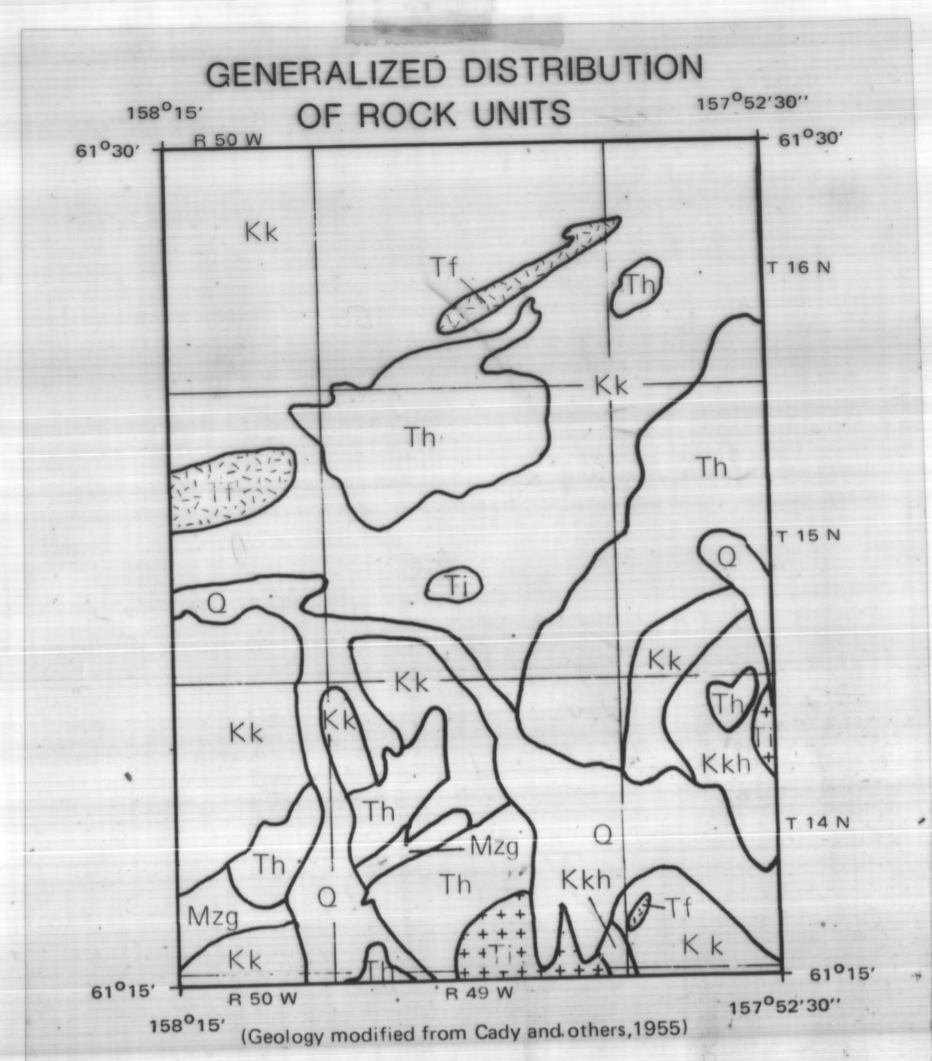 GENERALIZED DISTRIBUTION
OF ROCK UNITS
158°15′ 157°52′30″
61°30′ R 50 W 61°30′
Kk
Tf Th T 16 N
Kk
Th Th
Tf
T 15 N
Q
Ti
Q
Kk
Kk
Th
Kk Kk
Ti
Kkh
Th
T 14 N
Q
Mzg
Th Th
Kkh
Q
Tf
Mzg
Kk
Ti
Kk
Th
61°15′ 61°15′
R 50 W R 49 W
158°15′ 157°52′30″
(Geology modified from Cady and others, 1955)